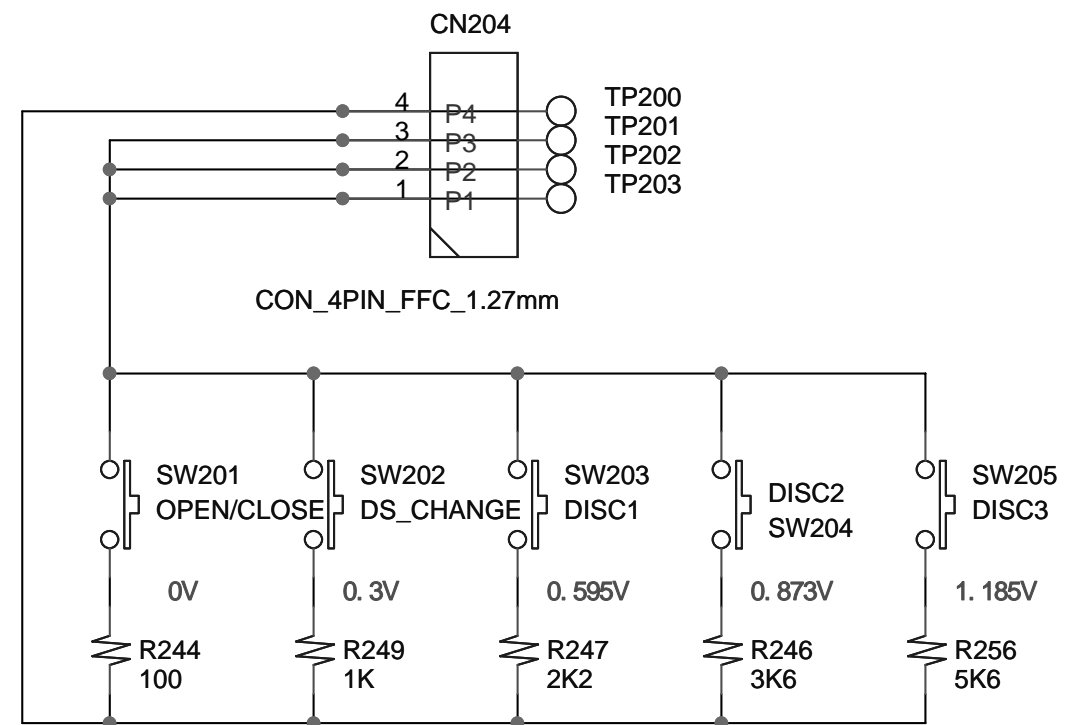 CN204
4 P4 TP200
3 P3 TP201
2 P2 TP202
1 P1 TP203
CON_4PIN_FFC_1.27mm
SW201
OPEN/CLOSE
SW202
DS_CHANGE
SW203
DISC1
DISC2
SW204
SW205
DISC3
0V
0. 3V
0. 595V
0. 873V
1. 185V
R244
100
R249
1K
R247
2K2
R246
3K6
R256
5K6